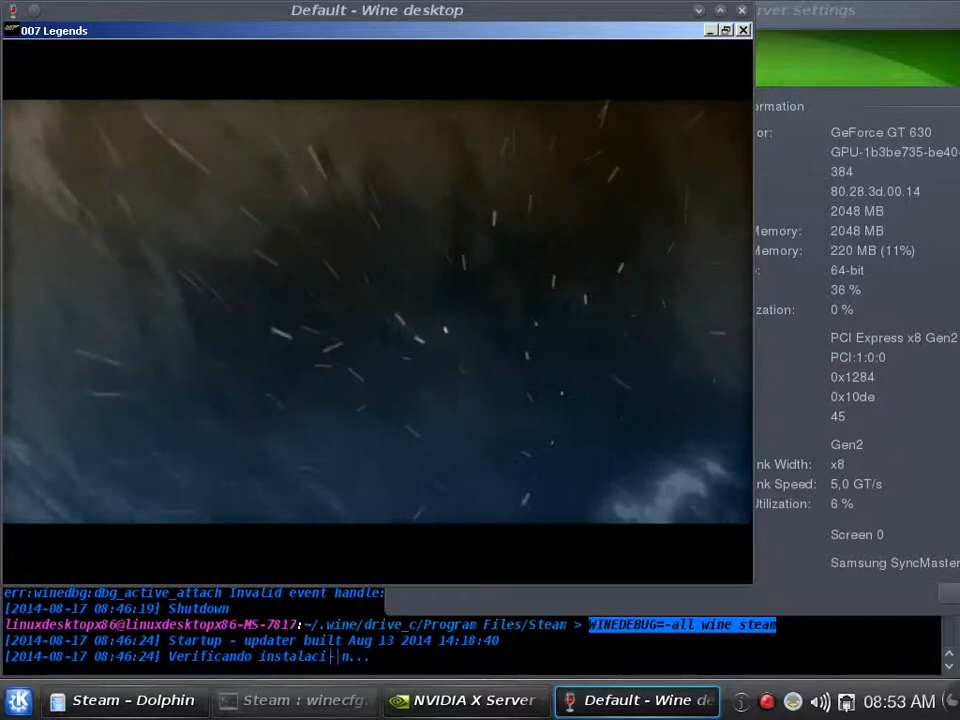 Default - Wine desktop
rver Settings
007 Legends
ormation
or: GeForce GT 630
GPU-1b3be735-be40-
384
80.28.3d.00.14
2048 MB
Memory: 2048 MB
Memory: 220 MB (11%)
: 64-bit
36 %
zation: 0 %
PCI Express x8 Gen2
PCI:1:0:0
0x1284
0x10de
45
Gen2
nk Width: x8
nk Speed: 5,0 GT/s
Utilization: 6 %
Screen 0
Samsung SyncMaste
err:winedbg:dbg_active_attach Invalid event handle:
[2014-08-17 08:46:19] Shutdown
linuxdesktopx86@linuxdesktopx86-MS-7817:~/.wine/drive_c/Program Files/Steam > WINEDEBUG=-all wine steam
[2014-08-17 08:46:24] Startup - updater built Aug 13 2014 14:18:40
[2014-08-17 08:46:24] Verificando instalaci├│n...
Steam - Dolphin
Steam : winecfg
NVIDIA X Server
Default - Wine de
08:53 AM